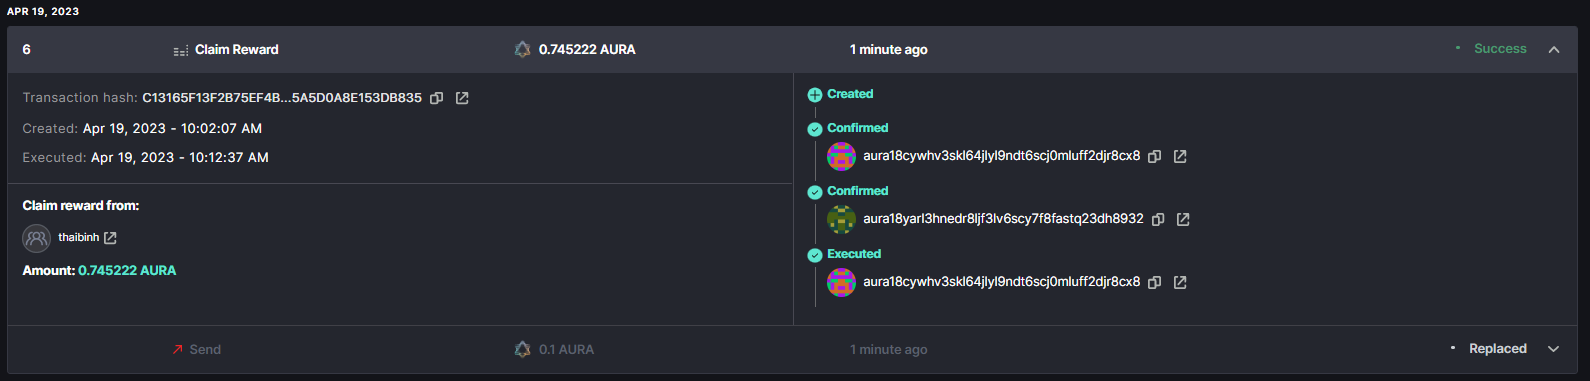 APR 19, 2023
6 Claim Reward 0.745222 AURA 1 minute ago Success
Transaction hash: C13165F13F2B75EF4B...5A5D0A8E153DB835
Created: Apr 19, 2023 - 10:02:07 AM
Executed: Apr 19, 2023 - 10:12:37 AM
Claim reward from:
thaibinh
Amount: 0.745222 AURA
Created
Confirmed
aura18cywhv3skl64jlyl9ndt6scj0mluff2djr8cx8
Confirmed
aura18yarl3hnedr8ljf3lv6scy7f8fastq23dh8932
Executed
aura18cywhv3skl64jlyl9ndt6scj0mluff2djr8cx8
Send 0.1 AURA 1 minute ago Replaced